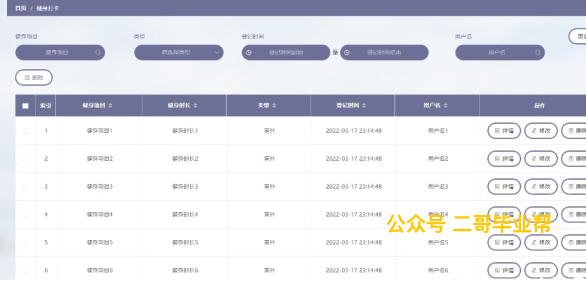 首页 / 健身打卡
健身项目 类型 登记时间 用户名
健身项目 请选择类型 登记时间起始 至 登记时间结束 用户名
删除
索引 健身项目 健身时长 类型 登记时间 用户名 操作
1 健身项目1 健身时长1 室外 2022-03-17 23:14:48 用户名1 详情 修改 删除
2 健身项目2 健身时长2 室外 2022-03-17 23:14:48 用户名2 详情 修改 删除
3 健身项目3 健身时长3 室外 2022-03-17 23:14:48 用户名3 详情 修改 删除
4 健身项目4 健身时长4 室外 2022-03-17 23:14:48 用户名4 详情 修改 删除
公众号 二哥毕业帮
5 健身项目5 健身时长5 室外 2022-03-17 23:14:48 用户名5 详情 修改 删除
6 健身项目6 健身时长6 室外 2022-03-17 23:14:48 用户名6 详情 修改 删除